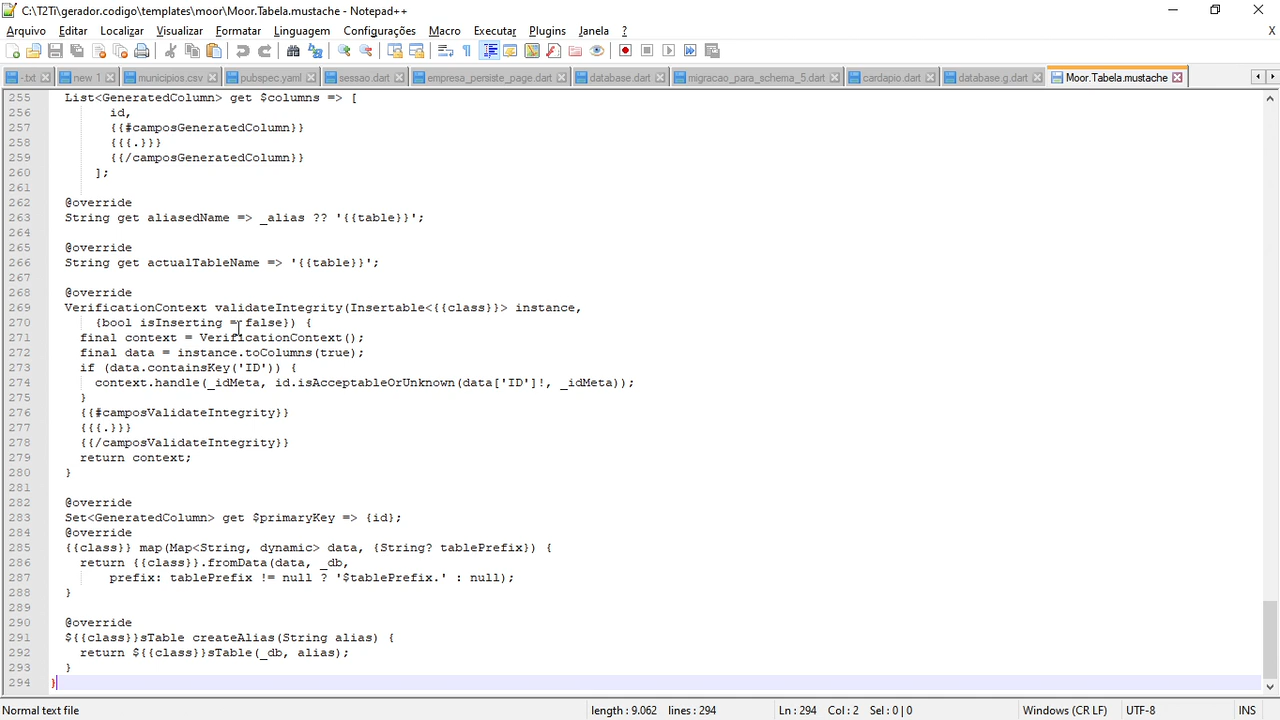 C:\T2Ti\gerador.codigo\templates\moor\Moor.Tabela.mustache - Notepad++
Arquivo Editar Localizar Visualizar Formatar Linguagem Configurações Macro Executar Plugins Janela ? X
-.txt new 1 municipios.csv pubspec.yaml sessao.dart empresa_persiste_page.dart database.dart migracao_para_schema_5.dart cardapio.dart database.g.dart Moor.Tabela.mustache
255 List<GeneratedColumn> get $columns => [
256 id,
257 {{#camposGeneratedColumn}}
258 {{{.}}}
259 {{/camposGeneratedColumn}}
260 ];
261
262 @override
263 String get aliasedName => _alias ?? '{{table}}';
264
265 @override
266 String get actualTableName => '{{table}}';
267
268 @override
269 VerificationContext validateIntegrity(Insertable<{{class}}> instance,
270 {bool isInserting = false}) {
271 final context = VerificationContext();
272 final data = instance.toColumns(true);
273 if (data.containsKey('ID')) {
274 context.handle(_idMeta, id.isAcceptableOrUnknown(data['ID']!, _idMeta));
275 }
276 {{#camposValidateIntegrity}}
277 {{{.}}}
278 {{/camposValidateIntegrity}}
279 return context;
280 }
281
282 @override
283 Set<GeneratedColumn> get $primaryKey => {id};
284 @override
285 {{class}} map(Map<String, dynamic> data, {String? tablePrefix}) {
286 return {{class}}.fromData(data, _db,
287 prefix: tablePrefix != null ? '$tablePrefix.' : null);
288 }
289
290 @override
291 ${{class}}sTable createAlias(String alias) {
292 return ${{class}}sTable(_db, alias);
293 }
294 }
Normal text file length : 9.062 lines : 294 Ln : 294 Col : 2 Sel : 0 | 0 Windows (CR LF) UTF-8 INS